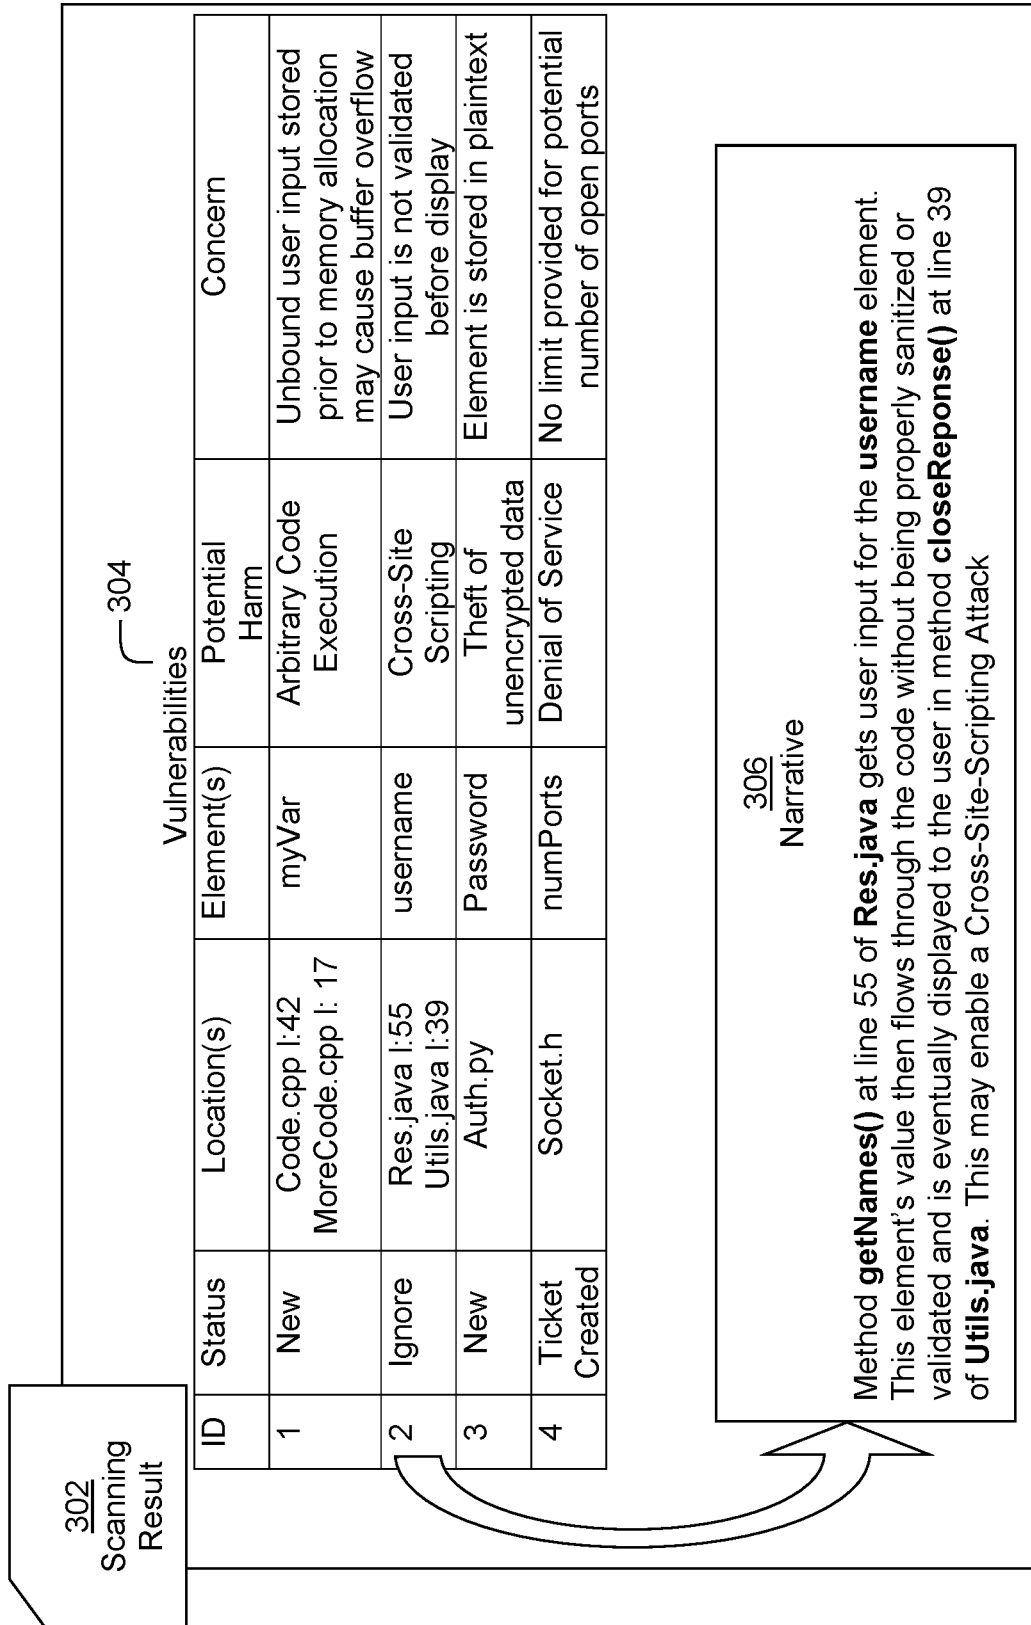 302
Scanning
Result
304
Vulnerabilities
ID
Status
Location(s)
Element(s)
Potential
Harm
Concern
1
New
Code.cpp l:42
MoreCode.cpp l: 17
myVar
Arbitrary Code
Execution
Unbound user input stored
prior to memory allocation
may cause buffer overflow
2
Ignore
Res.java l:55
Utils.java l:39
username
Cross-Site
Scripting
User input is not validated
before display
3
New
Auth.py
Password
Theft of
unencrypted data
Element is stored in plaintext
4
Ticket
Created
Socket.h
numPorts
Denial of Service
No limit provided for potential
number of open ports
306
Narrative
Method getNames() at line 55 of Res.java gets user input for the username element.
This element's value then flows through the code without being properly sanitized or
validated and is eventually displayed to the user in method closeReponse() at line 39
of Utils.java. This may enable a Cross-Site-Scripting Attack